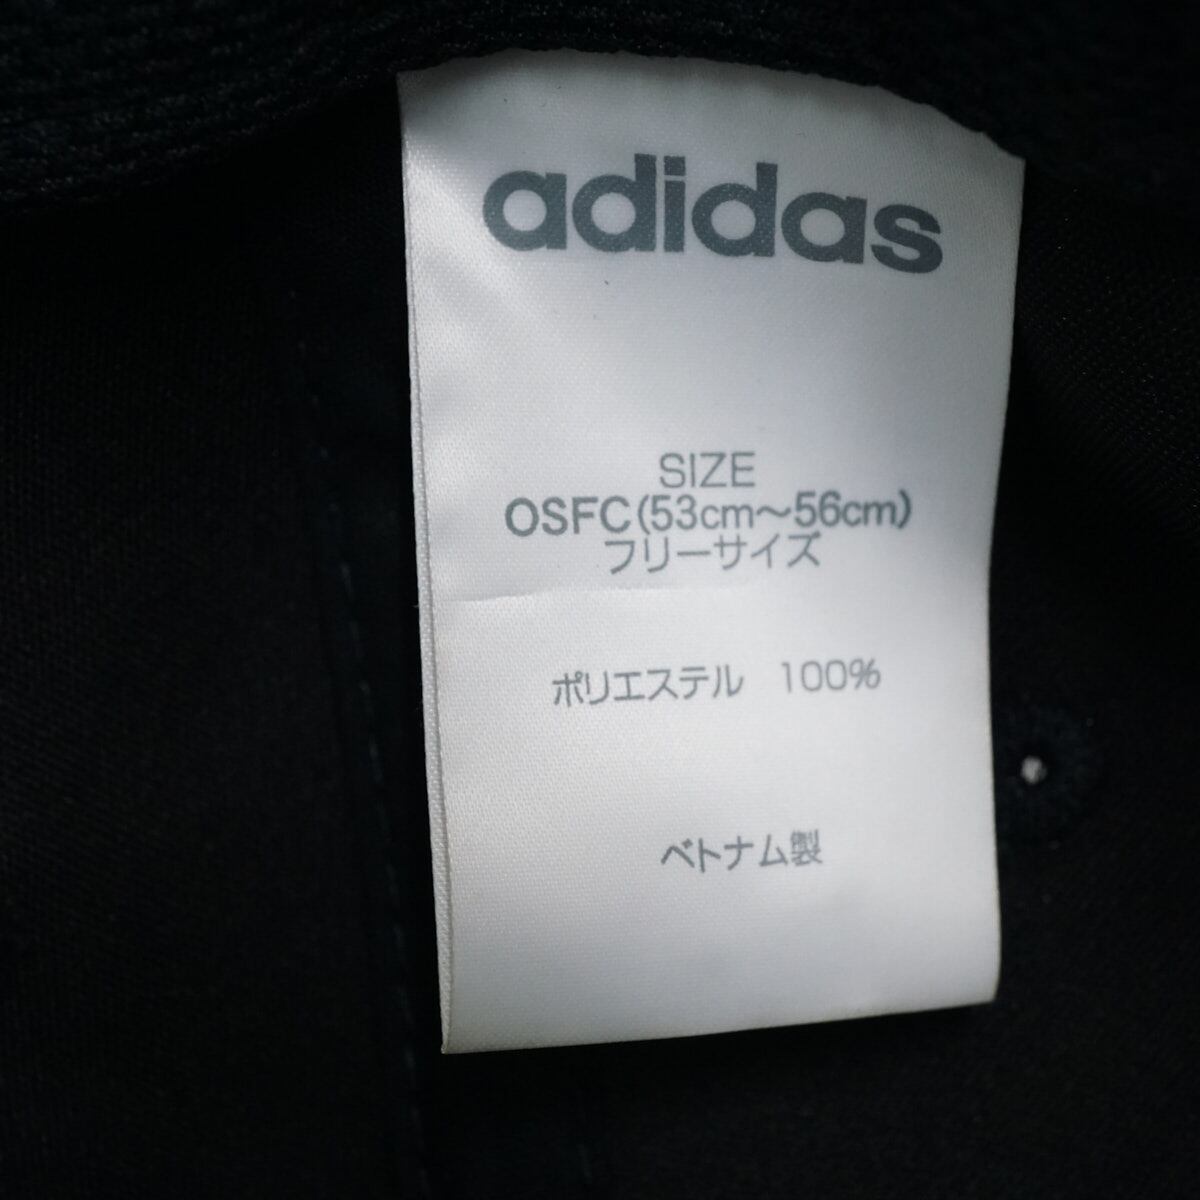 adidas
SIZE
OSFC(53cm〜56cm)
フリーサイズ
ポリエステル 100%
ベトナム製